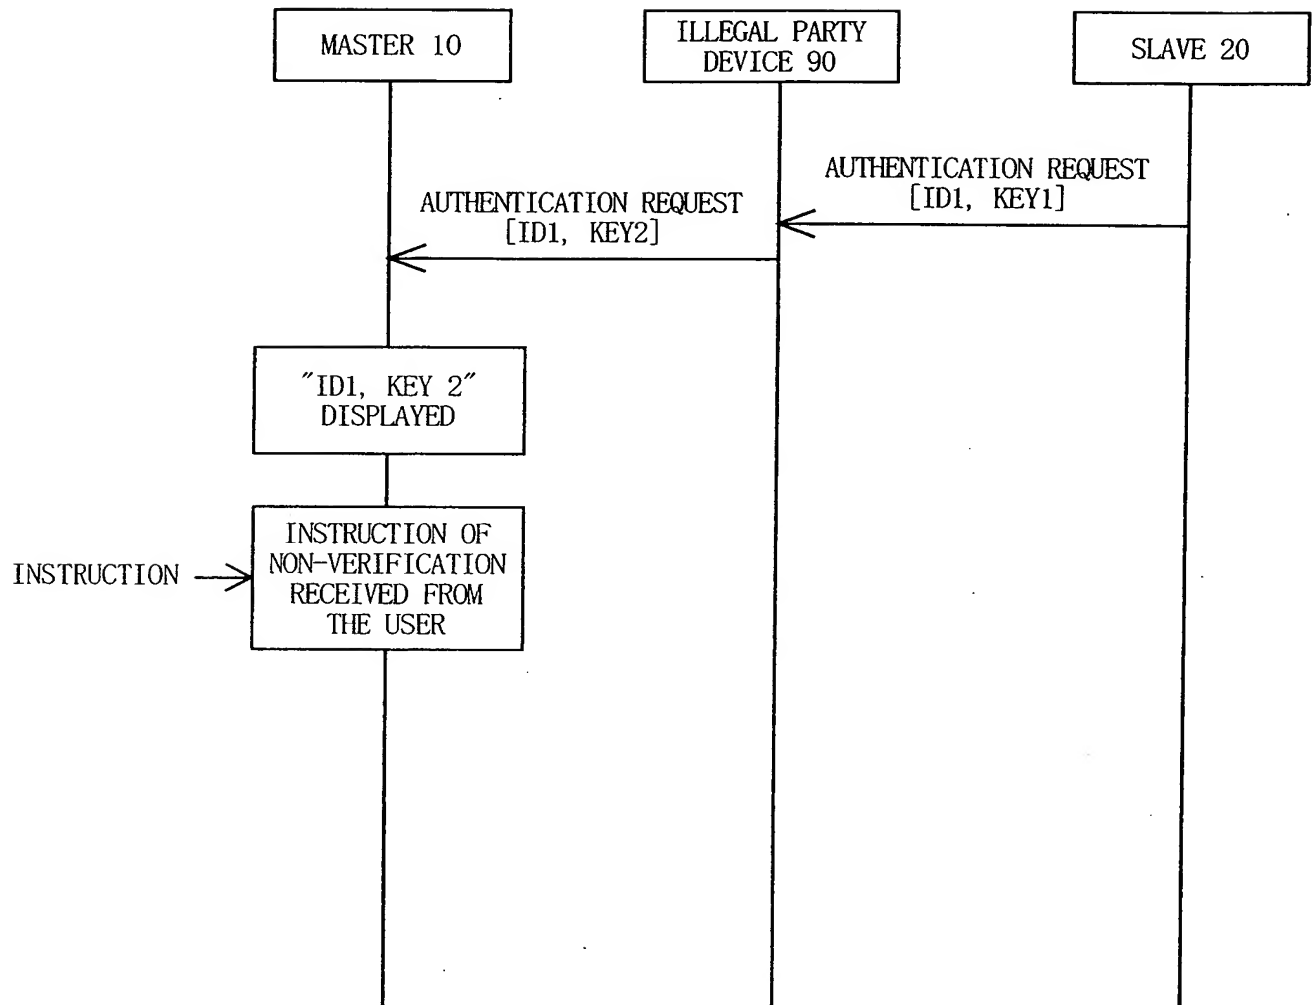 MASTER 10
ILLEGAL PARTY
DEVICE 90
SLAVE 20
AUTHENTICATION REQUEST
[ID1, KEY1]
AUTHENTICATION REQUEST
[ID1, KEY2]
"ID1, KEY 2"
DISPLAYED
INSTRUCTION
INSTRUCTION OF
NON-VERIFICATION
RECEIVED FROM
THE USER